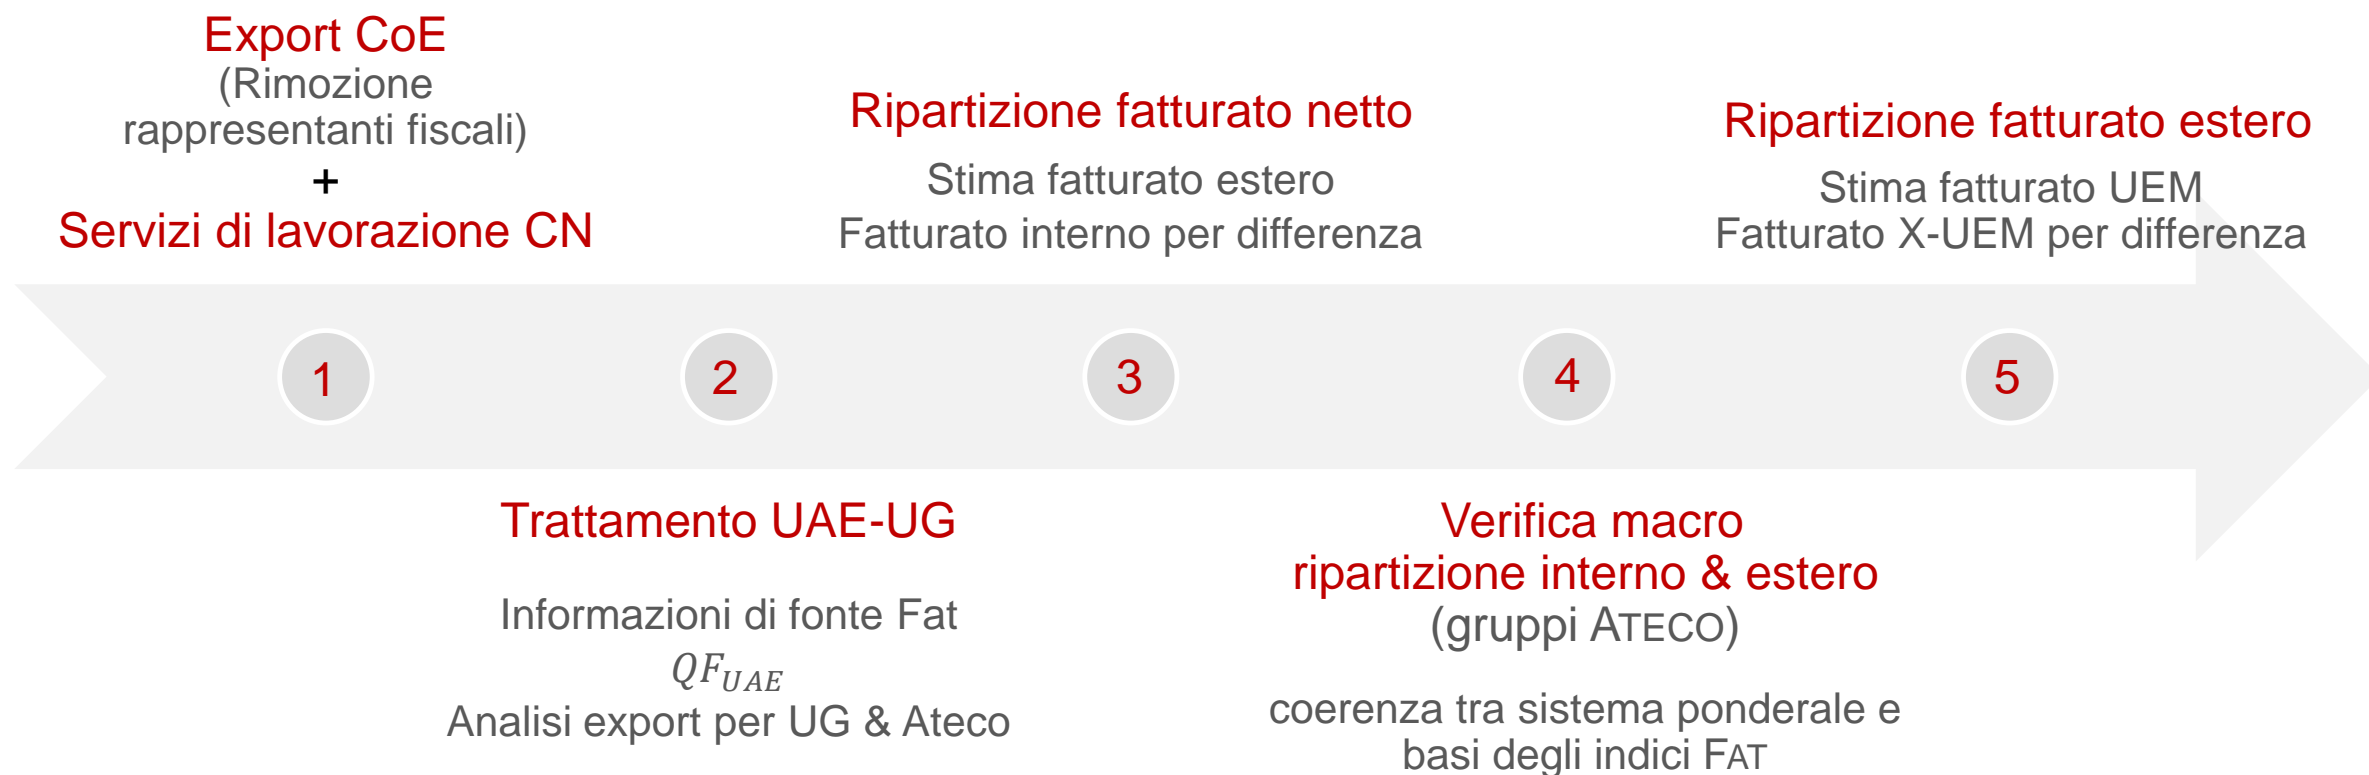 Export CoE
(Rimozione
rappresentanti fiscali)
+
Servizi di lavorazione CN
Ripartizione fatturato netto
Stima fatturato estero
Fatturato interno per differenza
Ripartizione fatturato estero
Stima fatturato UEM
Fatturato X-UEM per differenza
1
2
3
4
5
Trattamento UAE-UG
Informazioni di fonte Fat
QF_UAE
Analisi export per UG & Ateco
Verifica macro
ripartizione interno & estero
(gruppi ATECO)
coerenza tra sistema ponderale e
basi degli indici FAT